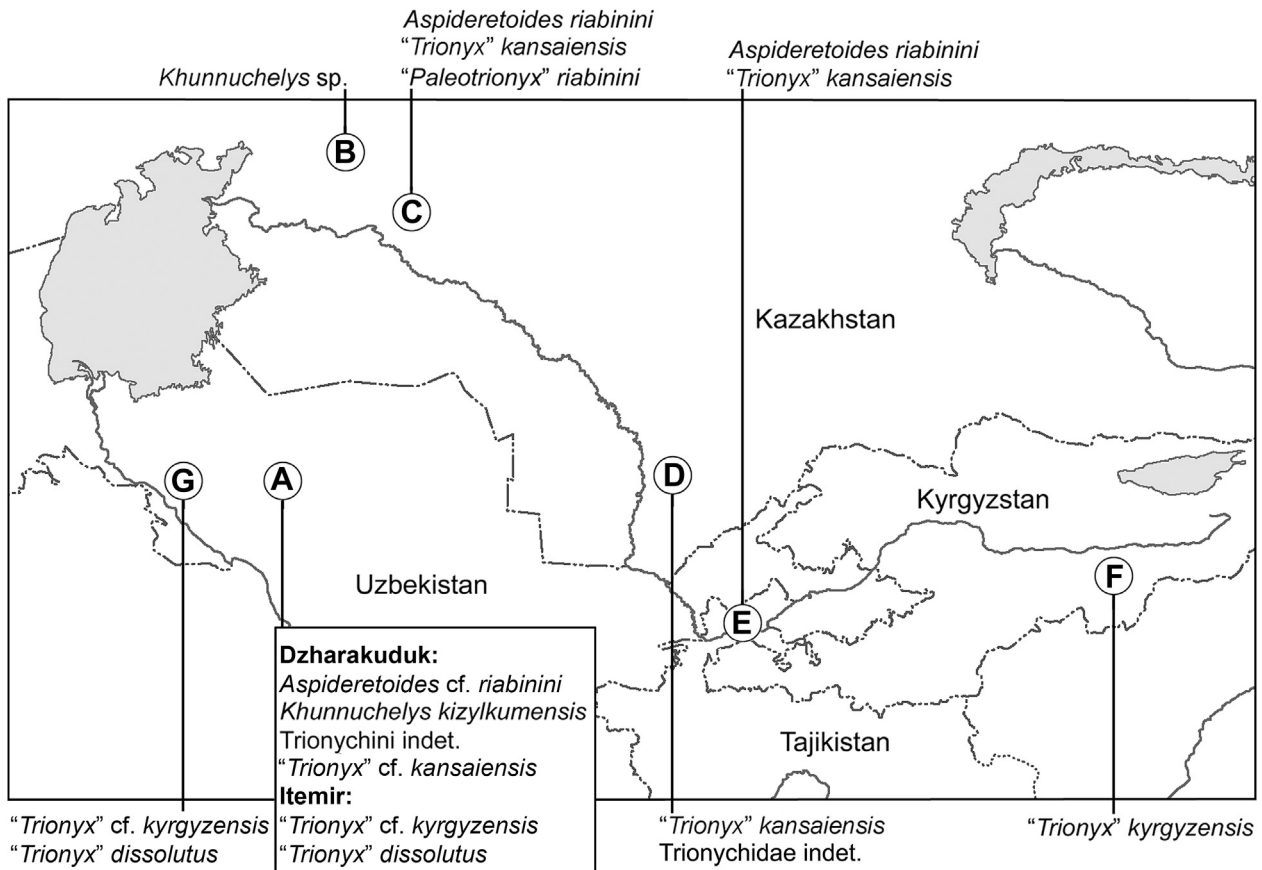 Aspideretoides riabinini
“Trionyx” kansaiensis
“Paleotrionyx” riabinini
Khunnuchelys sp.
Aspideretoides riabinini
“Trionyx” kansaiensis
B
C
Kazakhstan
G
A
D
Kyrgyzstan
Uzbekistan
F
E
Tajikistan
Dzharakuduk:
Aspideretoides cf. riabinini
Khunnuchelys kizylkumensis
Trionychini indet.
“Trionyx” cf. kansaiensis
Itemir:
“Trionyx” cf. kyrgyzensis
“Trionyx” dissolutus
“Trionyx” cf. kyrgyzensis
“Trionyx” dissolutus
“Trionyx” kansaiensis
Trionychidae indet.
“Trionyx” kyrgyzensis